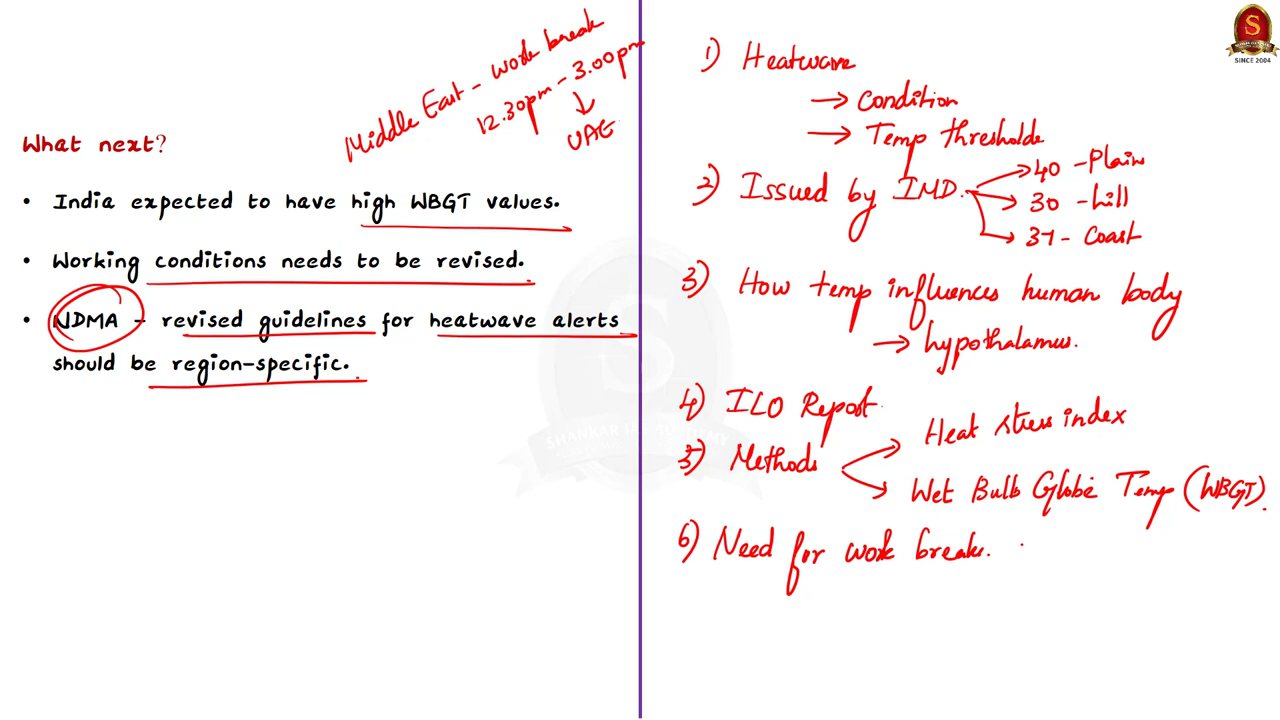 Middle East - work break
12.30pm - 3.00pm
UAE
What next?
• India expected to have high WBGT values.
• Working conditions needs to be revised.
• NDMA - revised guidelines for heatwave alerts
should be region-specific.
1) Heatwave
→ Condition
→ Temp thresholds
2) Issued by IMD.
→ 40 - Plain
→ 30 - hill
→ 37 - Coast
3) How temp influences human body
→ hypothalamus.
4) ILO Report
5) Methods
→ Heat stress index
→ Wet Bulb Globe Temp (WBGT).
6) Need for work break.
S
SINCE 2004